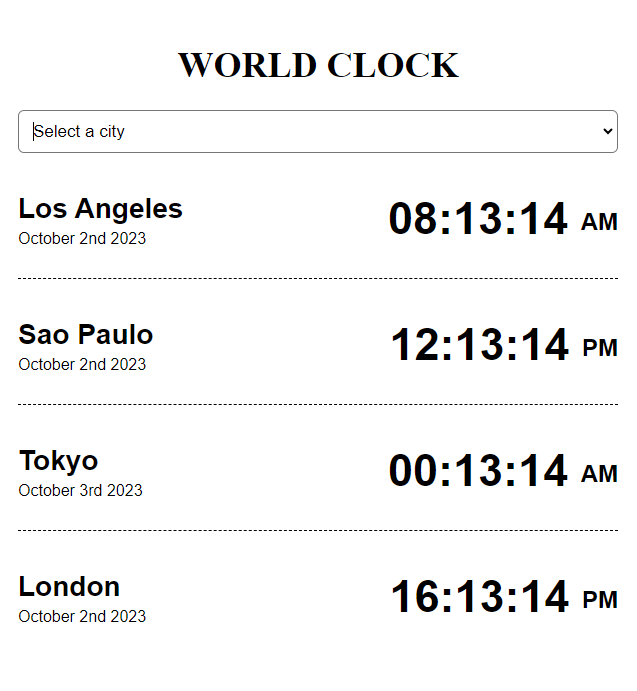 WORLD CLOCK
Select a city
Los Angeles
08:13:14 AM
October 2nd 2023
Sao Paulo
12:13:14 PM
October 2nd 2023
Tokyo
00:13:14 AM
October 3rd 2023
London
16:13:14 PM
October 2nd 2023